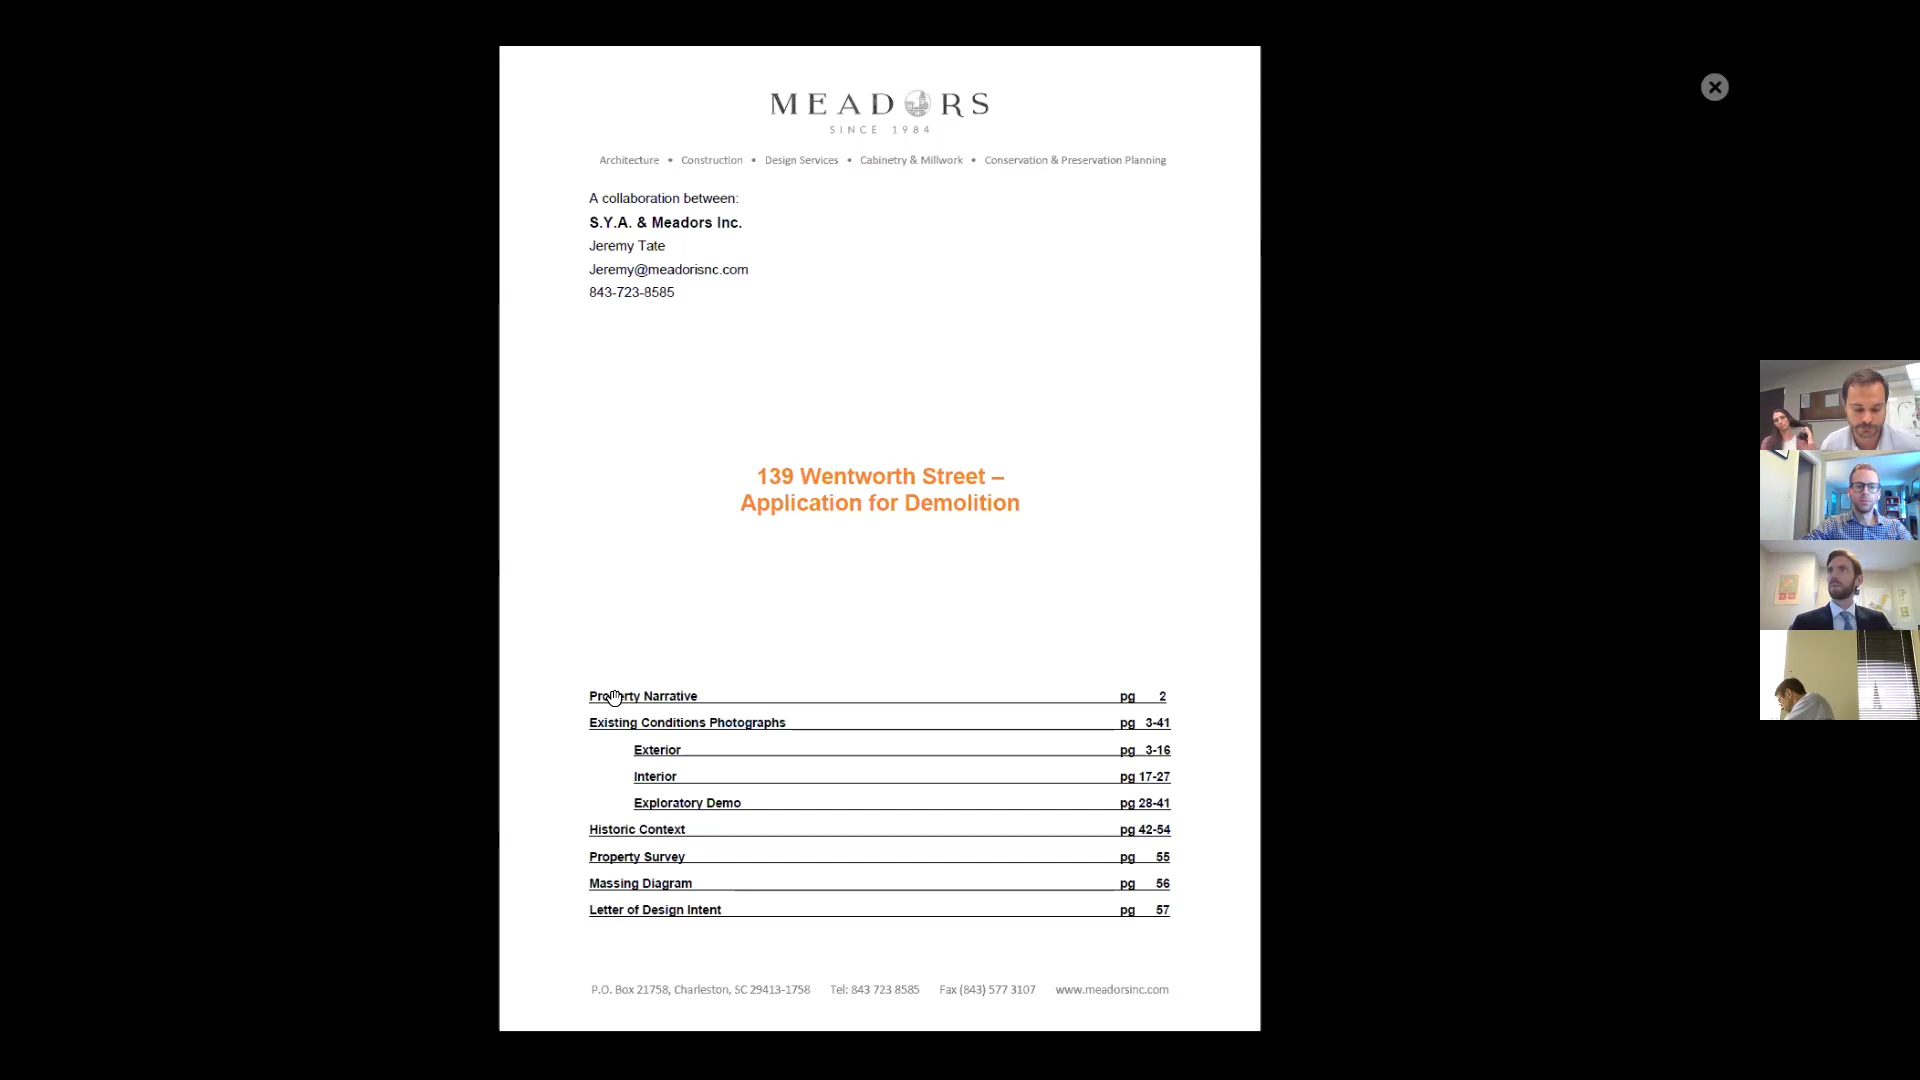 MEADORS
SINCE 1984
Architecture • Construction • Design Services • Cabinetry & Millwork • Conservation & Preservation Planning
A collaboration between:
S.Y.A. & Meadors Inc.
Jeremy Tate
Jeremy@meadorisnc.com
843-723-8585
139 Wentworth Street –
Application for Demolition
Property Narrative pg 2
Existing Conditions Photographs pg 3-41
Exterior pg 3-16
Interior pg 17-27
Exploratory Demo pg 28-41
Historic Context pg 42-54
Property Survey pg 55
Massing Diagram pg 56
Letter of Design Intent pg 57
P.O. Box 21758, Charleston, SC 29413-1758 Tel: 843 723 8585 Fax (843) 577 3107 www.meadorsinc.com